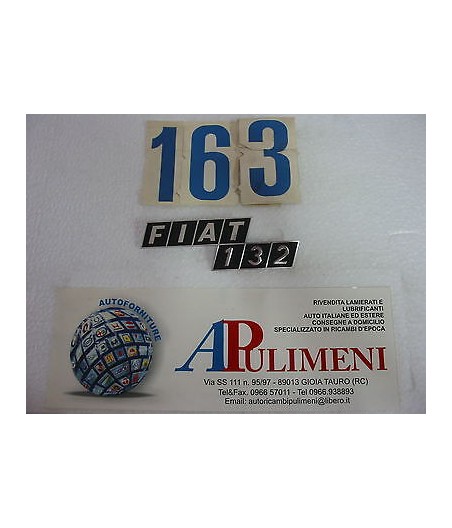 163
FIAT
132
AUTOFORNITURE
RIVENDITA LAMIERATI E
LUBRIFICANTI
AUTO ITALIANE ED ESTERE
CONSEGNE A DOMICILIO
SPECIALIZZATO IN RICAMBI D'EPOCA
APULIMENI
Via SS 111 n. 95/97 - 89013 GIOIA TAURO (RC)
Tel&Fax. 0966 57011 - Tel 0966.938893
Email: autoricambipulimeni@libero.it